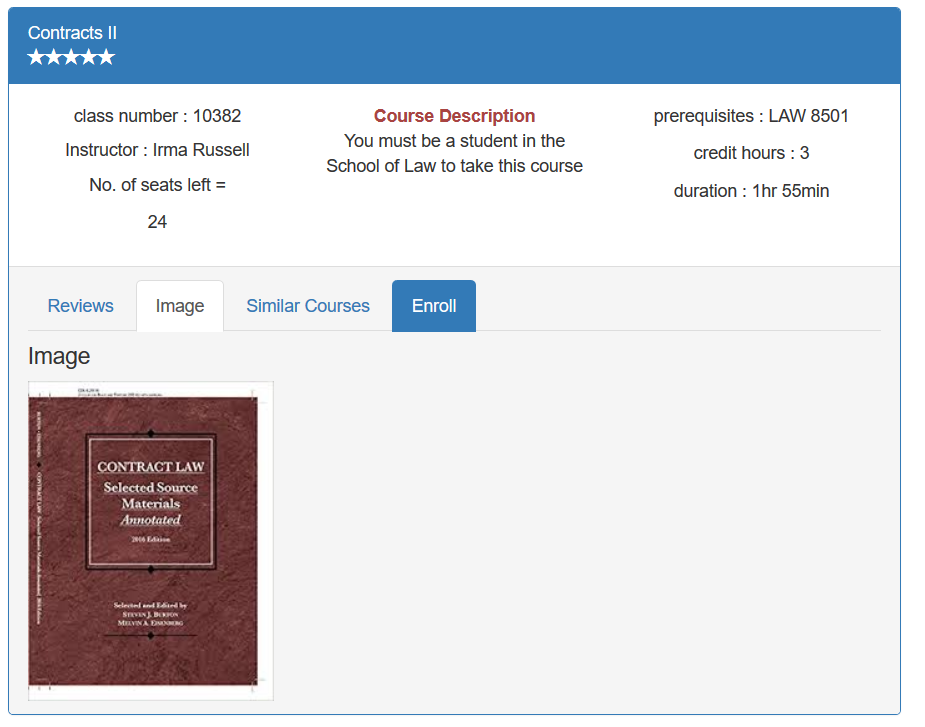 Contracts II
class number : 10382
Instructor : Irma Russell
No. of seats left =
24
Course Description
You must be a student in the
School of Law to take this course
prerequisites : LAW 8501
credit hours : 3
duration : 1hr 55min
Reviews
Image
Similar Courses
Enroll
Image
CONTRACT LAW
Selected Source
Materials
Annotated
2016 Edition
Selected and Edited by
STEVEN J. BURTON
MELVIN A. EISENBERG